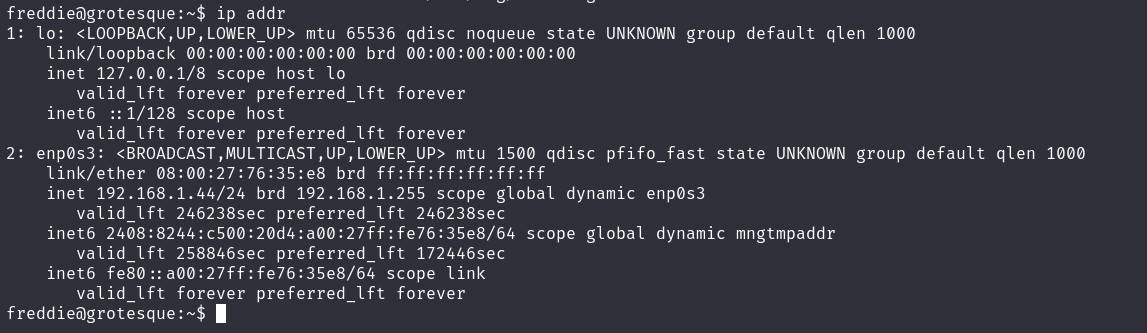 freddie@grotesque:~$ ip addr
1: lo: <LOOPBACK,UP,LOWER_UP> mtu 65536 qdisc noqueue state UNKNOWN group default qlen 1000
    link/loopback 00:00:00:00:00:00 brd 00:00:00:00:00:00
    inet 127.0.0.1/8 scope host lo
       valid_lft forever preferred_lft forever
    inet6 ::1/128 scope host
       valid_lft forever preferred_lft forever
2: enp0s3: <BROADCAST,MULTICAST,UP,LOWER_UP> mtu 1500 qdisc pfifo_fast state UNKNOWN group default qlen 1000
    link/ether 08:00:27:76:35:e8 brd ff:ff:ff:ff:ff:ff
    inet 192.168.1.44/24 brd 192.168.1.255 scope global dynamic enp0s3
       valid_lft 246238sec preferred_lft 246238sec
    inet6 2408:8244:c500:20d4:a00:27ff:fe76:35e8/64 scope global dynamic mngtmpaddr
       valid_lft 258846sec preferred_lft 172446sec
    inet6 fe80::a00:27ff:fe76:35e8/64 scope link
       valid_lft forever preferred_lft forever
freddie@grotesque:~$